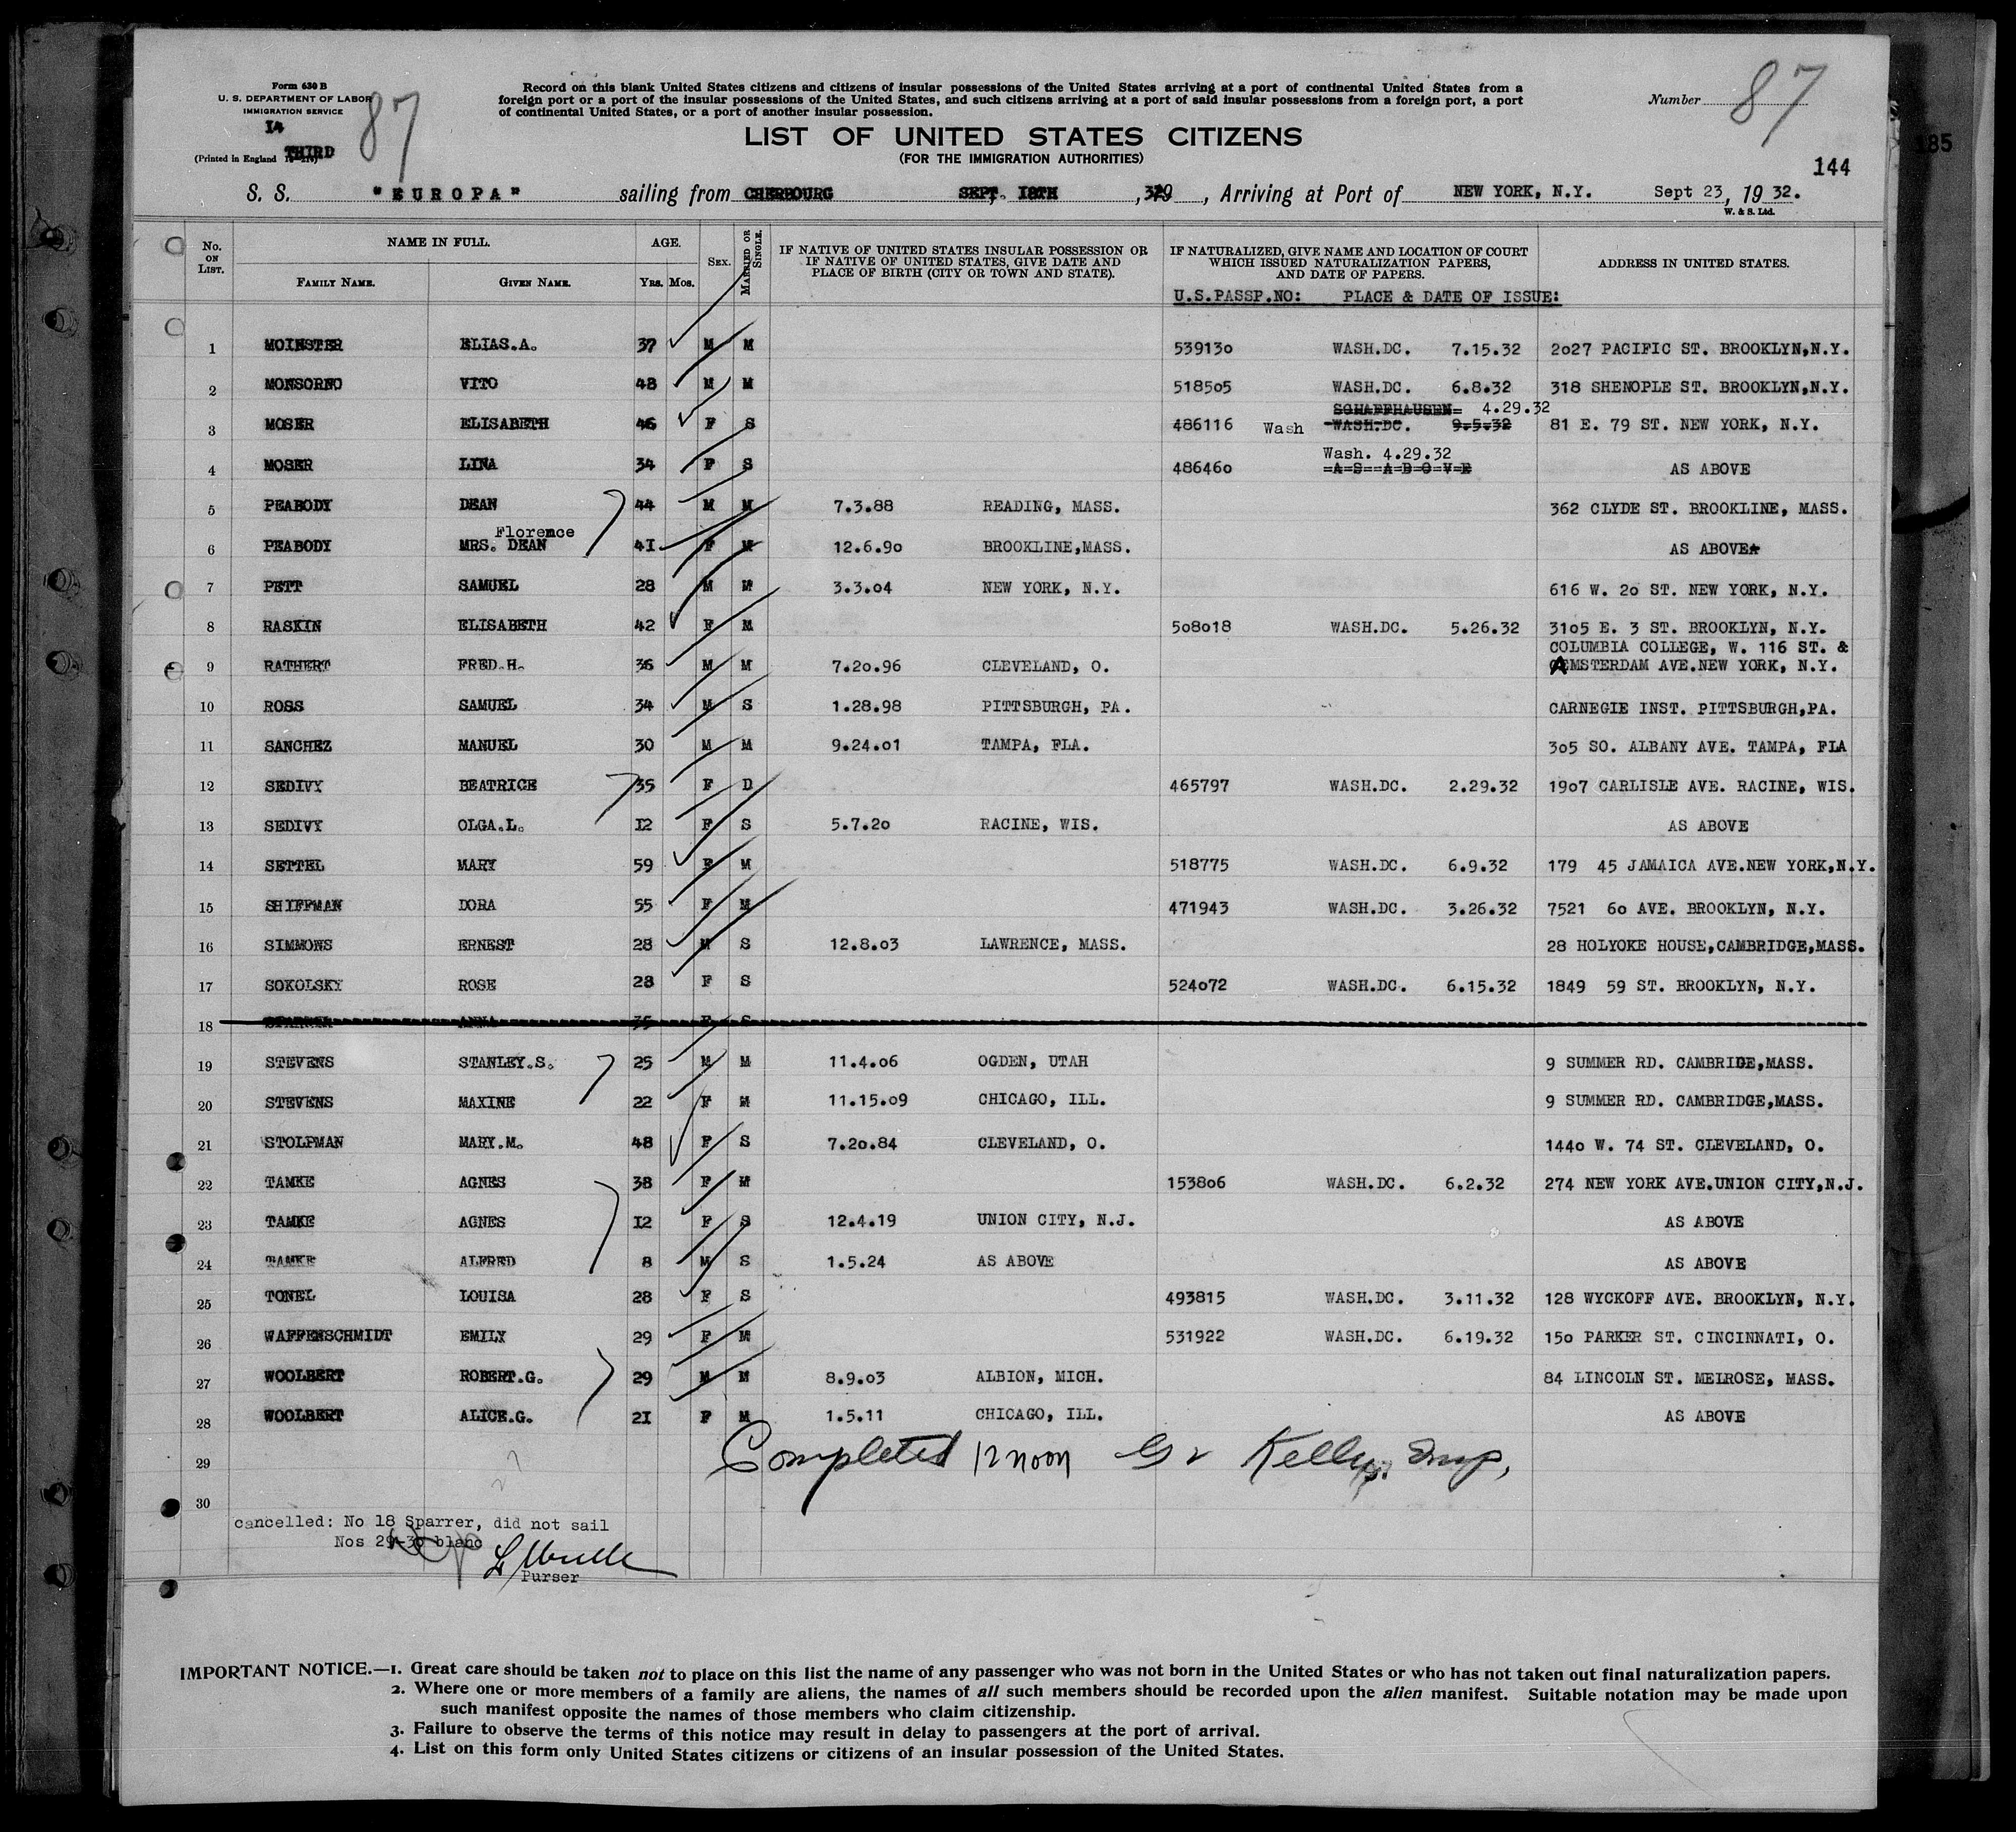 Form 630 B
U. S. DEPARTMENT OF LABOR
IMMIGRATION SERVICE
14
THIRD
(Printed in England
87
Record on this blank United States citizens and citizens of insular possessions of the United States arriving at a port of continental United States from a
foreign port or a port of the insular possessions of the United States, and such citizens arriving at a port of said insular possessions from a foreign port, a port
of continental United States, or a port of another insular possession.
Number 87
LIST OF UNITED STATES CITIZENS
(FOR THE IMMIGRATION AUTHORITIES)
144
185
S. S. "EUROPA" sailing from CHERBOURG SEPT. 18TH , 32 , Arriving at Port of NEW YORK, N.Y. Sept 23, 19 32.
W. & S. Ltd.
No. ON LIST. NAME IN FULL. AGE. SEX. MARRIED OR SINGLE. IF NATIVE OF UNITED STATES INSULAR POSSESSION OR IF NATIVE OF UNITED STATES, GIVE DATE AND PLACE OF BIRTH (CITY OR TOWN AND STATE). IF NATURALIZED, GIVE NAME AND LOCATION OF COURT WHICH ISSUED NATURALIZATION PAPERS, AND DATE OF PAPERS. ADDRESS IN UNITED STATES.
FAMILY NAME. GIVEN NAME. YRS. MOS.
U.S.PASSP.NO: PLACE & DATE OF ISSUE:
1 MOINSTER ELIAS.A. 37 M M 539130 WASH.DC. 7.15.32 2027 PACIFIC ST. BROOKLYN,N.Y.
2 MONSORNO VITO 48 M M 518505 WASH.DC. 6.8.32 318 SHENOPLE ST. BROOKLYN,N.Y.
SCHAFFHAUSEN 4.29.32
3 MOSER ELISABETH 46 F S 486116 Wash WASH.DC. 9.5.32 81 E. 79 ST. NEW YORK, N.Y.
Wash. 4.29.32
4 MOSER LINA 34 F S 486460 A S A B O V E AS ABOVE
5 PEABODY DEAN 44 M M 7.3.88 READING, MASS. 362 CLYDE ST. BROOKLINE, MASS.
Florence
6 PEABODY MRS. DEAN 41 F M 12.6.90 BROOKLINE,MASS. AS ABOVE
7 PETT SAMUEL 28 M M 3.3.04 NEW YORK, N.Y. 616 W. 20 ST. NEW YORK, N.Y.
8 RASKIN ELISABETH 42 F M 508018 WASH.DC. 5.26.32 3105 E. 3 ST. BROOKLYN, N.Y.
COLUMBIA COLLEGE, W. 116 ST. &
9 RATHERT FRED.H. 36 M M 7.20.96 CLEVELAND, O. AMSTERDAM AVE.NEW YORK, N.Y.
10 ROSS SAMUEL 34 M S 1.28.98 PITTSBURGH, PA. CARNEGIE INST. PITTSBURGH,PA.
11 SANCHEZ MANUEL 30 M M 9.24.01 TAMPA, FLA. 305 SO. ALBANY AVE. TAMPA, FLA
12 SEDIVY BEATRICE 35 F D 465797 WASH.DC. 2.29.32 1907 CARLISLE AVE. RACINE, WIS.
13 SEDIVY OLGA.L. 12 F S 5.7.20 RACINE, WIS. AS ABOVE
14 SETTEL MARY 59 F M 518775 WASH.DC. 6.9.32 179 45 JAMAICA AVE.NEW YORK,N.Y.
15 SHIFFMAN DORA 55 F M 471943 WASH.DC. 3.26.32 7521 60 AVE. BROOKLYN, N.Y.
16 SIMMONS ERNEST 28 M S 12.8.03 LAWRENCE, MASS. 28 HOLYOKE HOUSE,CAMBRIDGE,MASS.
17 SOKOLSKY ROSE 28 F S 524072 WASH.DC. 6.15.32 1849 59 ST. BROOKLYN, N.Y.
18 SPARRER ANNA 35 F S
19 STEVENS STANLEY.S. 25 M M 11.4.06 OGDEN, UTAH 9 SUMMER RD. CAMBRIDE,MASS.
20 STEVENS MAXINE 22 F M 11.15.09 CHICAGO, ILL. 9 SUMMER RD. CAMBRIDGE,MASS.
21 STOLPMAN MARY.M. 48 F S 7.20.84 CLEVELAND, O. 1440 W. 74 ST. CLEVELAND, O.
22 TAMKE AGNES 38 F M 153806 WASH.DC. 6.2.32 274 NEW YORK AVE.UNION CITY,N.J.
23 TAMKE AGNES 12 F S 12.4.19 UNION CITY, N.J. AS ABOVE
24 TAMKE ALFRED 8 M S 1.5.24 AS ABOVE AS ABOVE
25 TONEL LOUISA 28 F S 493815 WASH.DC. 3.11.32 128 WYCKOFF AVE. BROOKLYN, N.Y.
26 WAFFENSCHMIDT EMILY 29 F M 531922 WASH.DC. 6.19.32 150 PARKER ST. CINCINNATI, O.
27 WOOLBERT ROBERT.G. 29 M M 8.9.03 ALBION, MICH. 84 LINCOLN ST. MELROSE, MASS.
28 WOOLBERT ALICE.G. 21 F M 1.5.11 CHICAGO, ILL. AS ABOVE
29 Completed 12 noon Kelly, Insp.
30
cancelled: No 18 Sparrer, did not sail
Nos 29-30 blanc
Purser
IMPORTANT NOTICE.—1. Great care should be taken not to place on this list the name of any passenger who was not born in the United States or who has not taken out final naturalization papers.
2. Where one or more members of a family are aliens, the names of all such members should be recorded upon the alien manifest. Suitable notation may be made upon
such manifest opposite the names of those members who claim citizenship.
3. Failure to observe the terms of this notice may result in delay to passengers at the port of arrival.
4. List on this form only United States citizens or citizens of an insular possession of the United States.